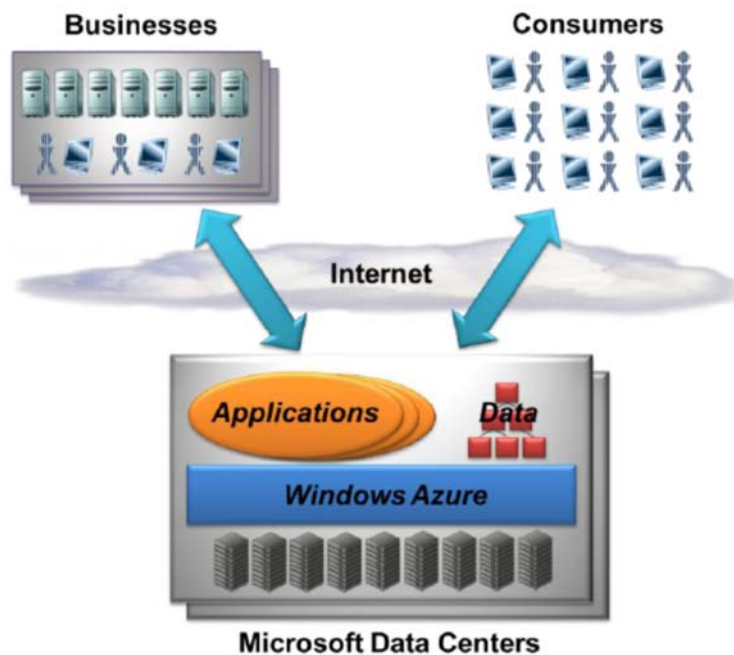 Businesses
Consumers
Internet
Applications
Data
Windows Azure
Microsoft Data Centers